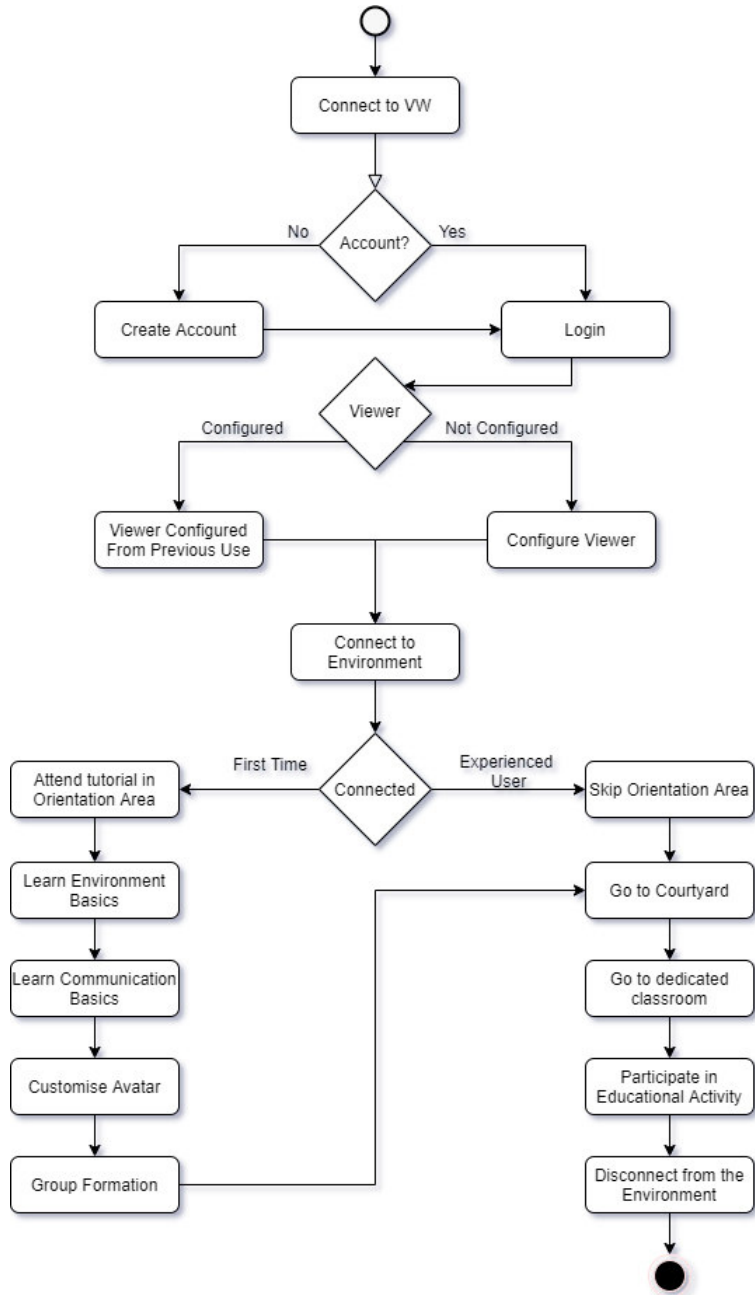 Connect to VW
No
Account?
Yes
Create Account
Login
Viewer
Configured
Not Configured
Viewer Configured
From Previous Use
Configure Viewer
Connect to
Environment
First Time
Connected
Experienced
User
Attend tutorial in
Orientation Area
Skip Orientation Area
Learn Environment
Basics
Go to Courtyard
Learn Communication
Basics
Go to dedicated
classroom
Customise Avatar
Participate in
Educational Activity
Group Formation
Disconnect from the
Environment